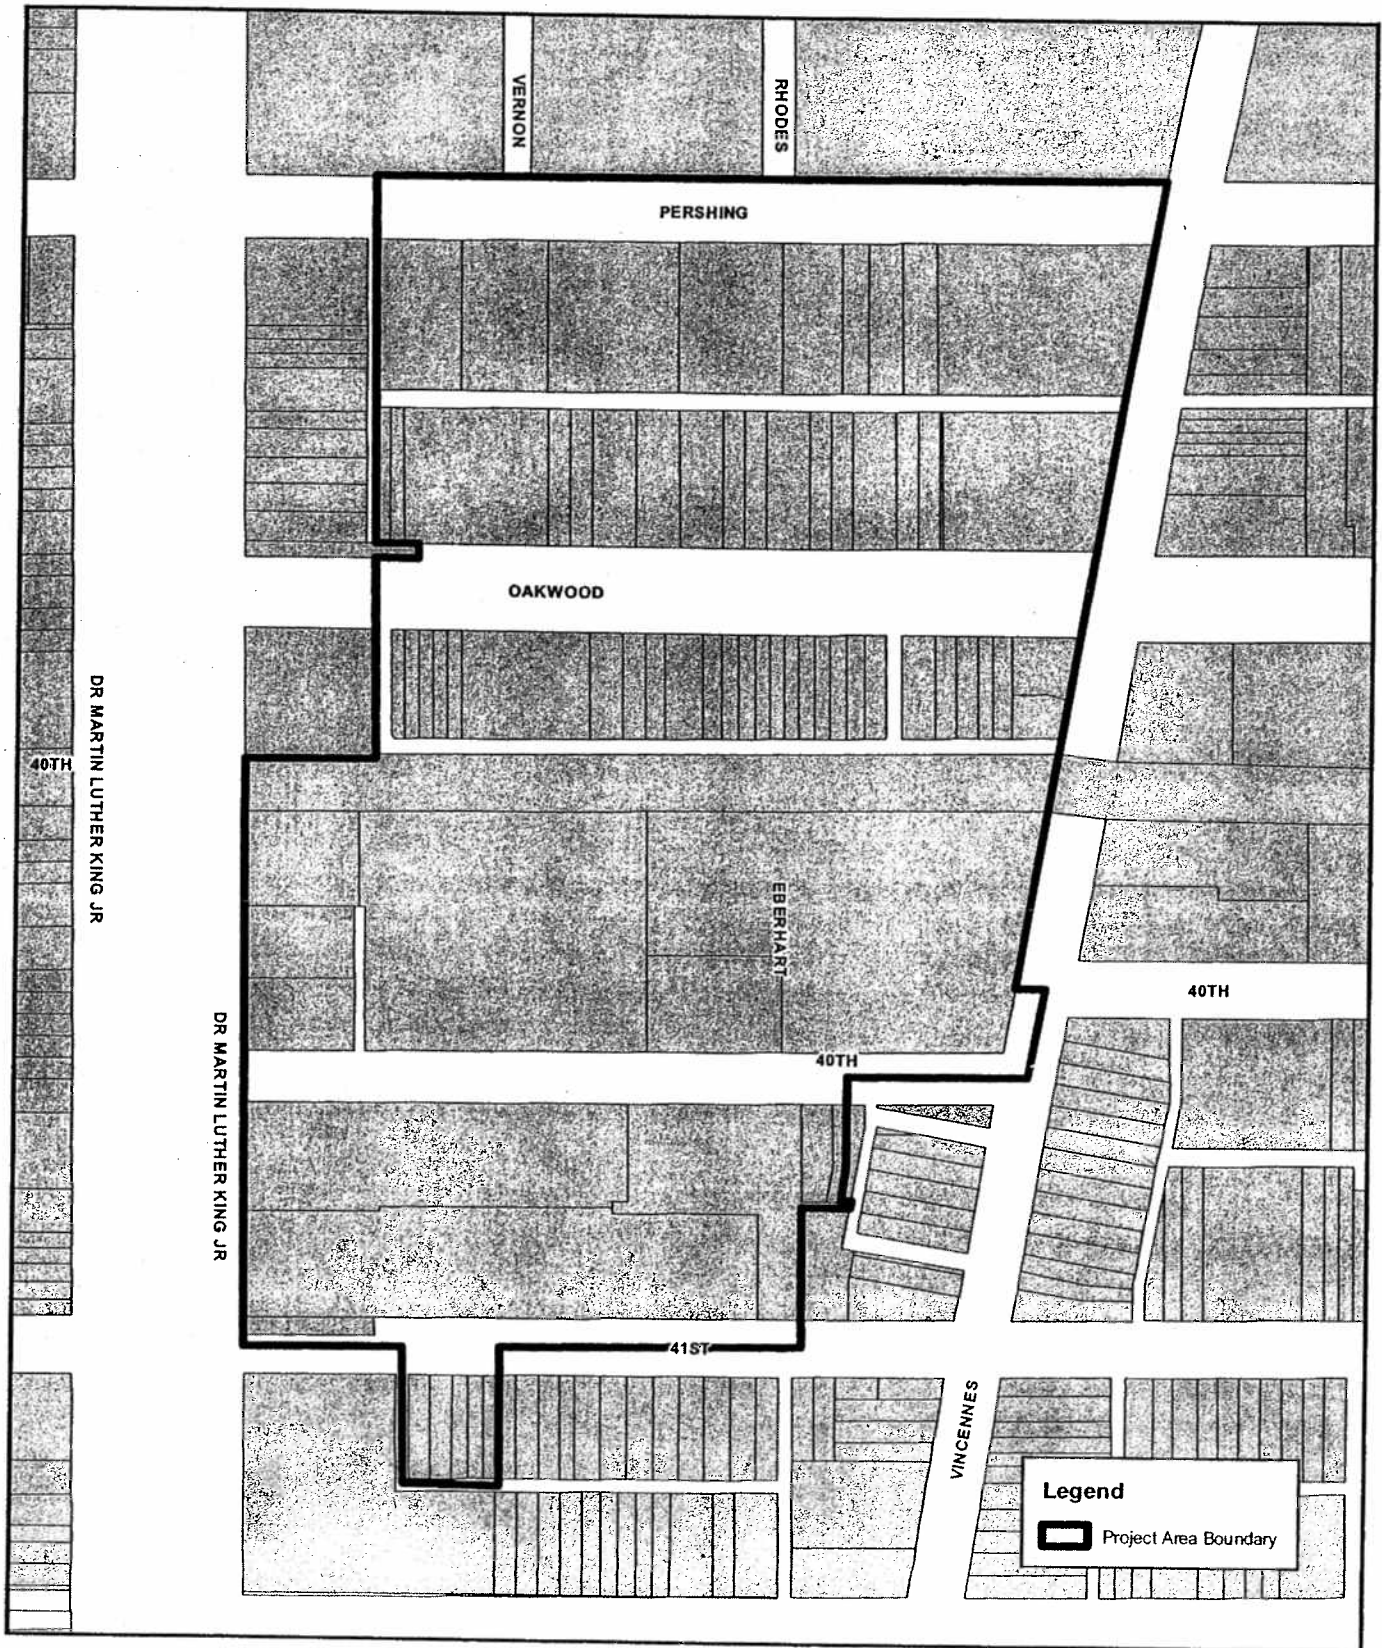 VERNON
RHODES
PERSHING
OAKWOOD
DR MARTIN LUTHER KING JR
40TH
EBERHART
40TH
DR MARTIN LUTHER KING JR
40TH
41ST
VINCENNES
Legend
Project Area Boundary